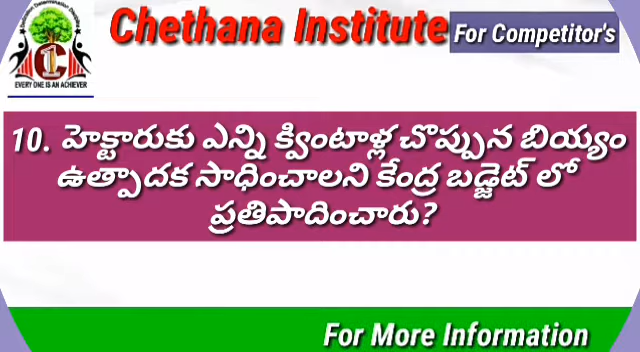 Chethana Institute
For Competitor's
EVERY ONE IS AN ACHIEVER
10. హెక్టారుకు ఎన్ని క్వింటాళ్ల చొప్పున బియ్యం
ఉత్పాదక సాధించాలని కేంద్ర బడ్జెట్ లో
ప్రతిపాదించారు?
For More Information